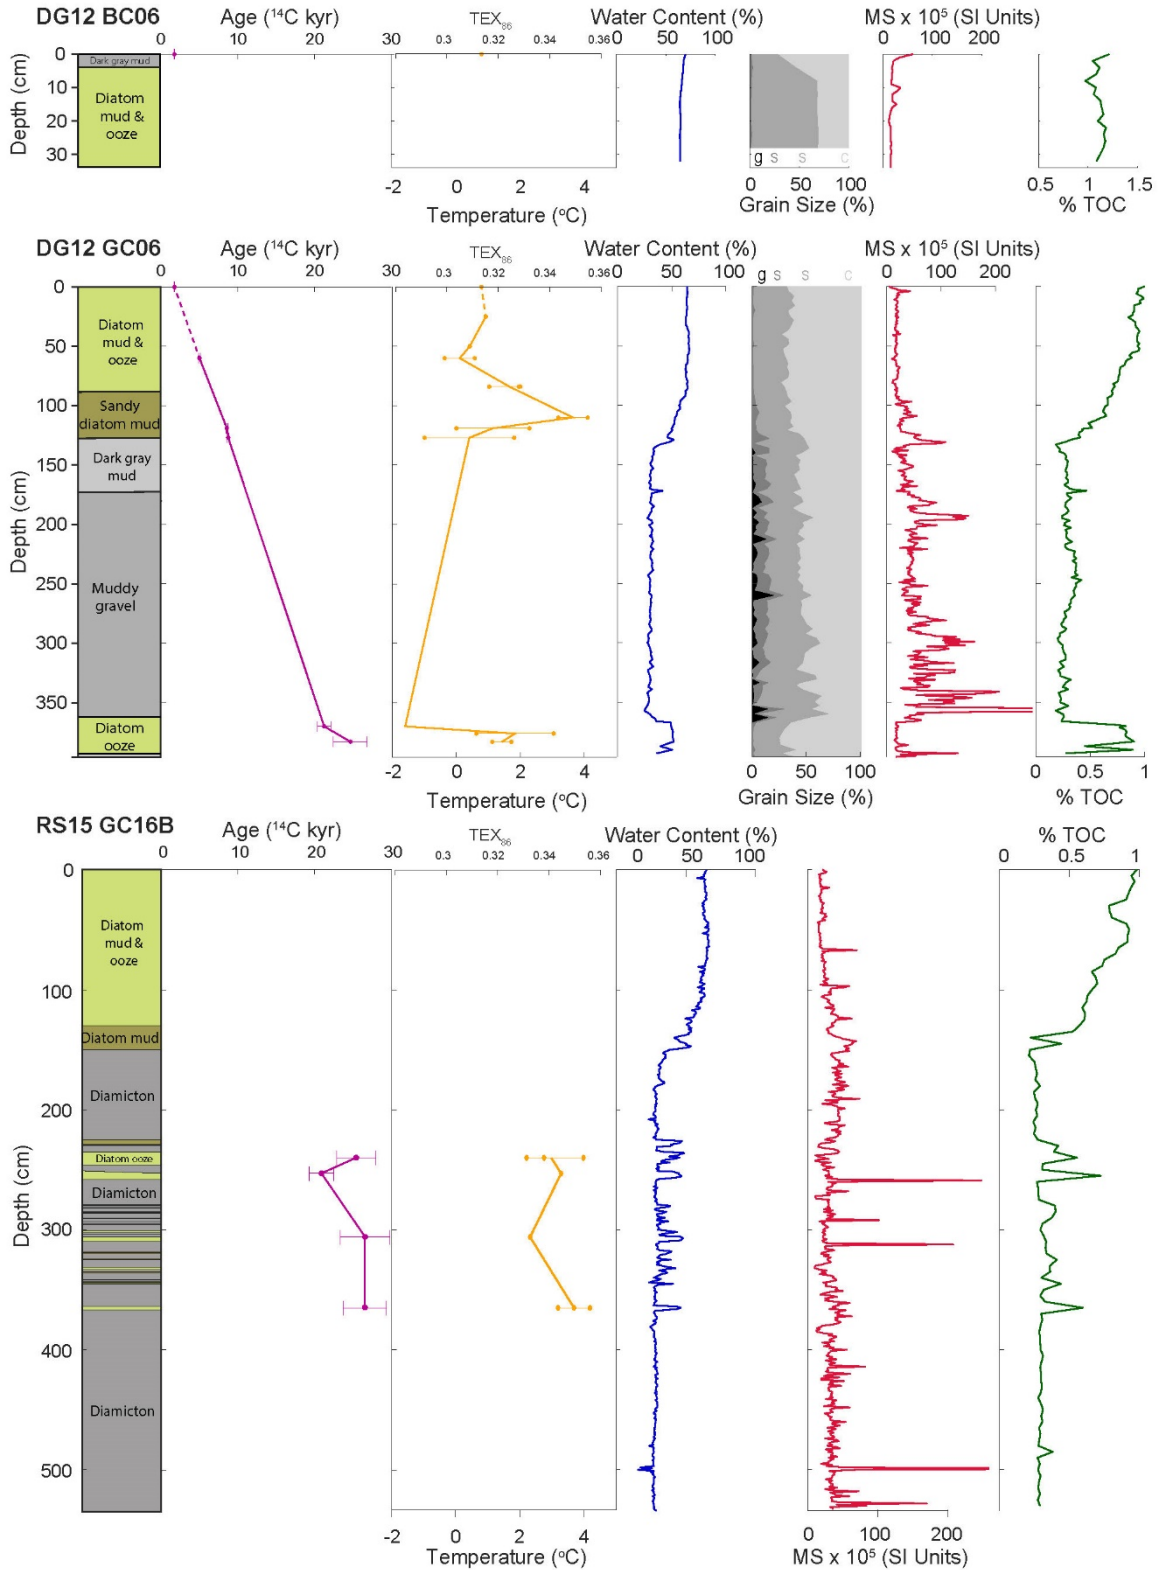 DG12 BC06
Age (¹⁴C kyr)
TEX₈₆
Water Content (%)
MS x 10⁵ (SI Units)
0 10 20 30
0.3 0.32 0.34 0.36
0 50 100
0 100 200
Depth (cm)
0
10
20
30
Dark gray mud
Diatom
mud &
ooze
g s s c
-2 0 2 4
Temperature (°C)
0 50 100
Grain Size (%)
0.5 1 1.5
% TOC
DG12 GC06
Age (¹⁴C kyr)
TEX₈₆
Water Content (%)
MS x 10⁵ (SI Units)
0 10 20 30
0.3 0.32 0.34 0.36
0 50 100
g s s c
0 100 200
Depth (cm)
0
50
100
150
200
250
300
350
Diatom
mud &
ooze
Sandy
diatom mud
Dark gray
mud
Muddy
gravel
Diatom
ooze
-2 0 2 4
Temperature (°C)
0 50 100
Grain Size (%)
0 0.5 1
% TOC
RS15 GC16B
Age (¹⁴C kyr)
TEX₈₆
Water Content (%)
% TOC
0 10 20 30
0.3 0.32 0.34 0.36
0 50 100
0 0.5 1
Depth (cm)
0
100
200
300
400
500
Diatom
mud &
ooze
Diatom mud
Diamicton
Diatom ooze
Diamicton
Diamicton
-2 0 2 4
Temperature (°C)
0 100 200
MS x 10⁵ (SI Units)